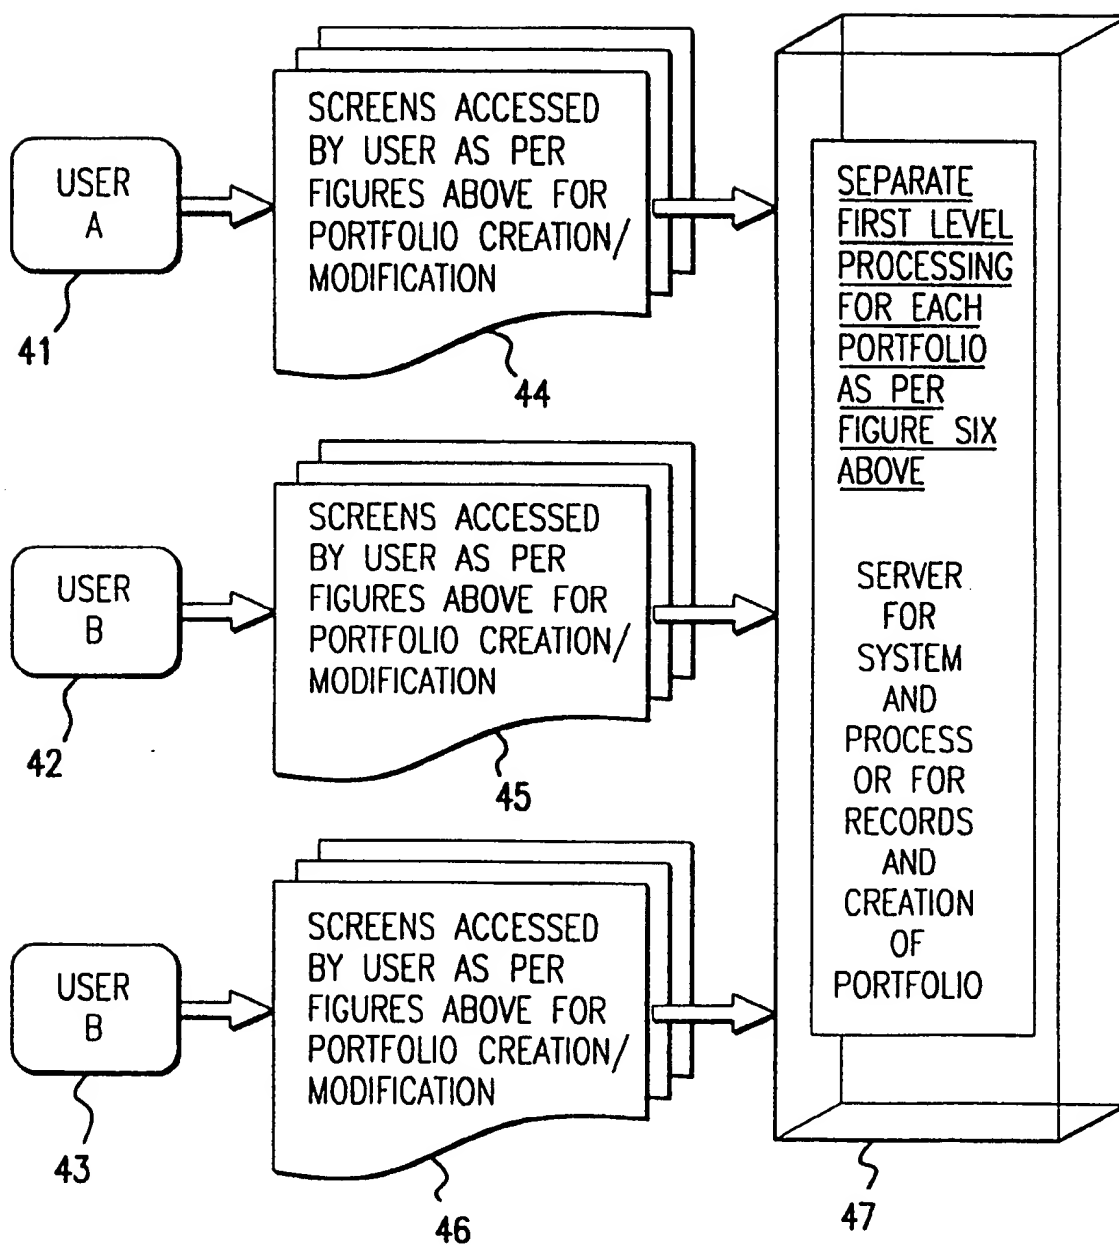 USER
A
41
SCREENS ACCESSED
BY USER AS PER
FIGURES ABOVE FOR
PORTFOLIO CREATION/
MODIFICATION
44
USER
B
42
SCREENS ACCESSED
BY USER AS PER
FIGURES ABOVE FOR
PORTFOLIO CREATION/
MODIFICATION
45
USER
B
43
SCREENS ACCESSED
BY USER AS PER
FIGURES ABOVE FOR
PORTFOLIO CREATION/
MODIFICATION
46
SEPARATE
FIRST LEVEL
PROCESSING
FOR EACH
PORTFOLIO
AS PER
FIGURE SIX
ABOVE
SERVER
FOR
SYSTEM
AND
PROCESS
OR FOR
RECORDS
AND
CREATION
OF
PORTFOLIO
47